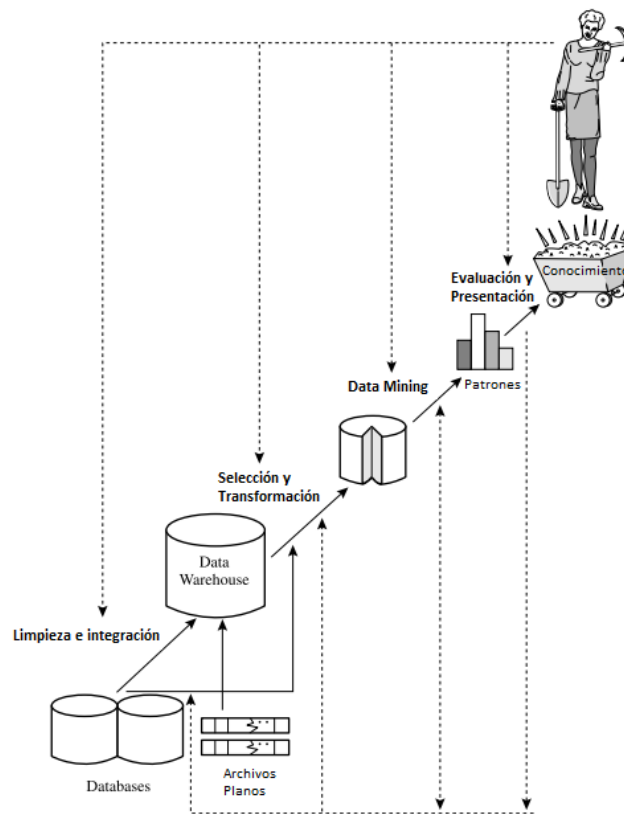 Conocimiento
Evaluación y
Presentación
Patrones
Data Mining
Selección y
Transformación
Data
Warehouse
Limpieza e integración
Databases
Archivos
Planos